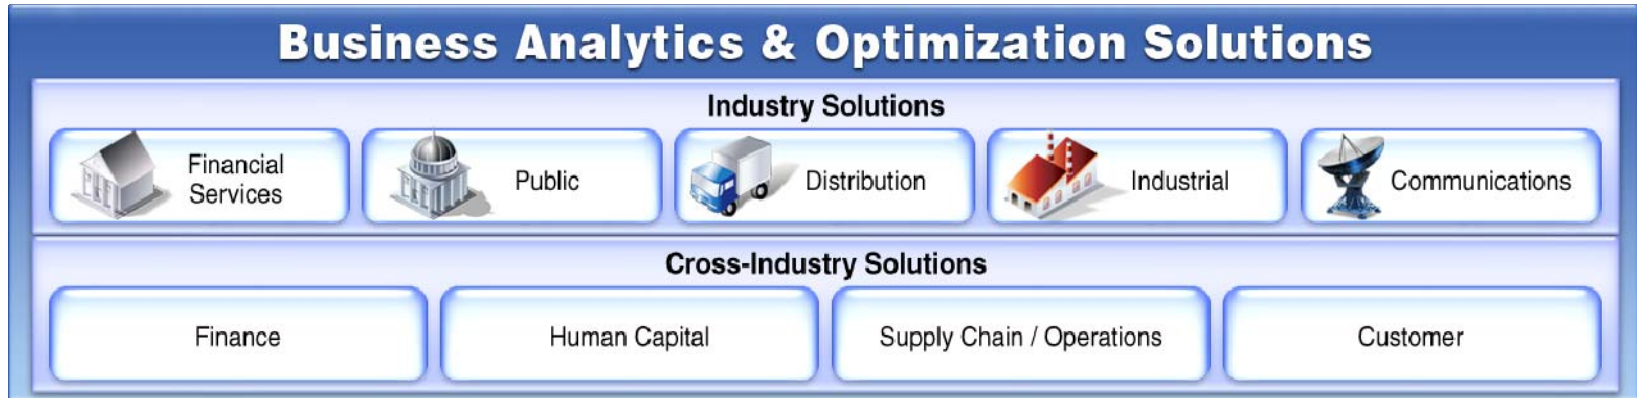 Business Analytics & Optimization Solutions
Industry Solutions
Financial
Services
Public
Distribution
Industrial
Communications
Cross-Industry Solutions
Finance
Human Capital
Supply Chain / Operations
Customer